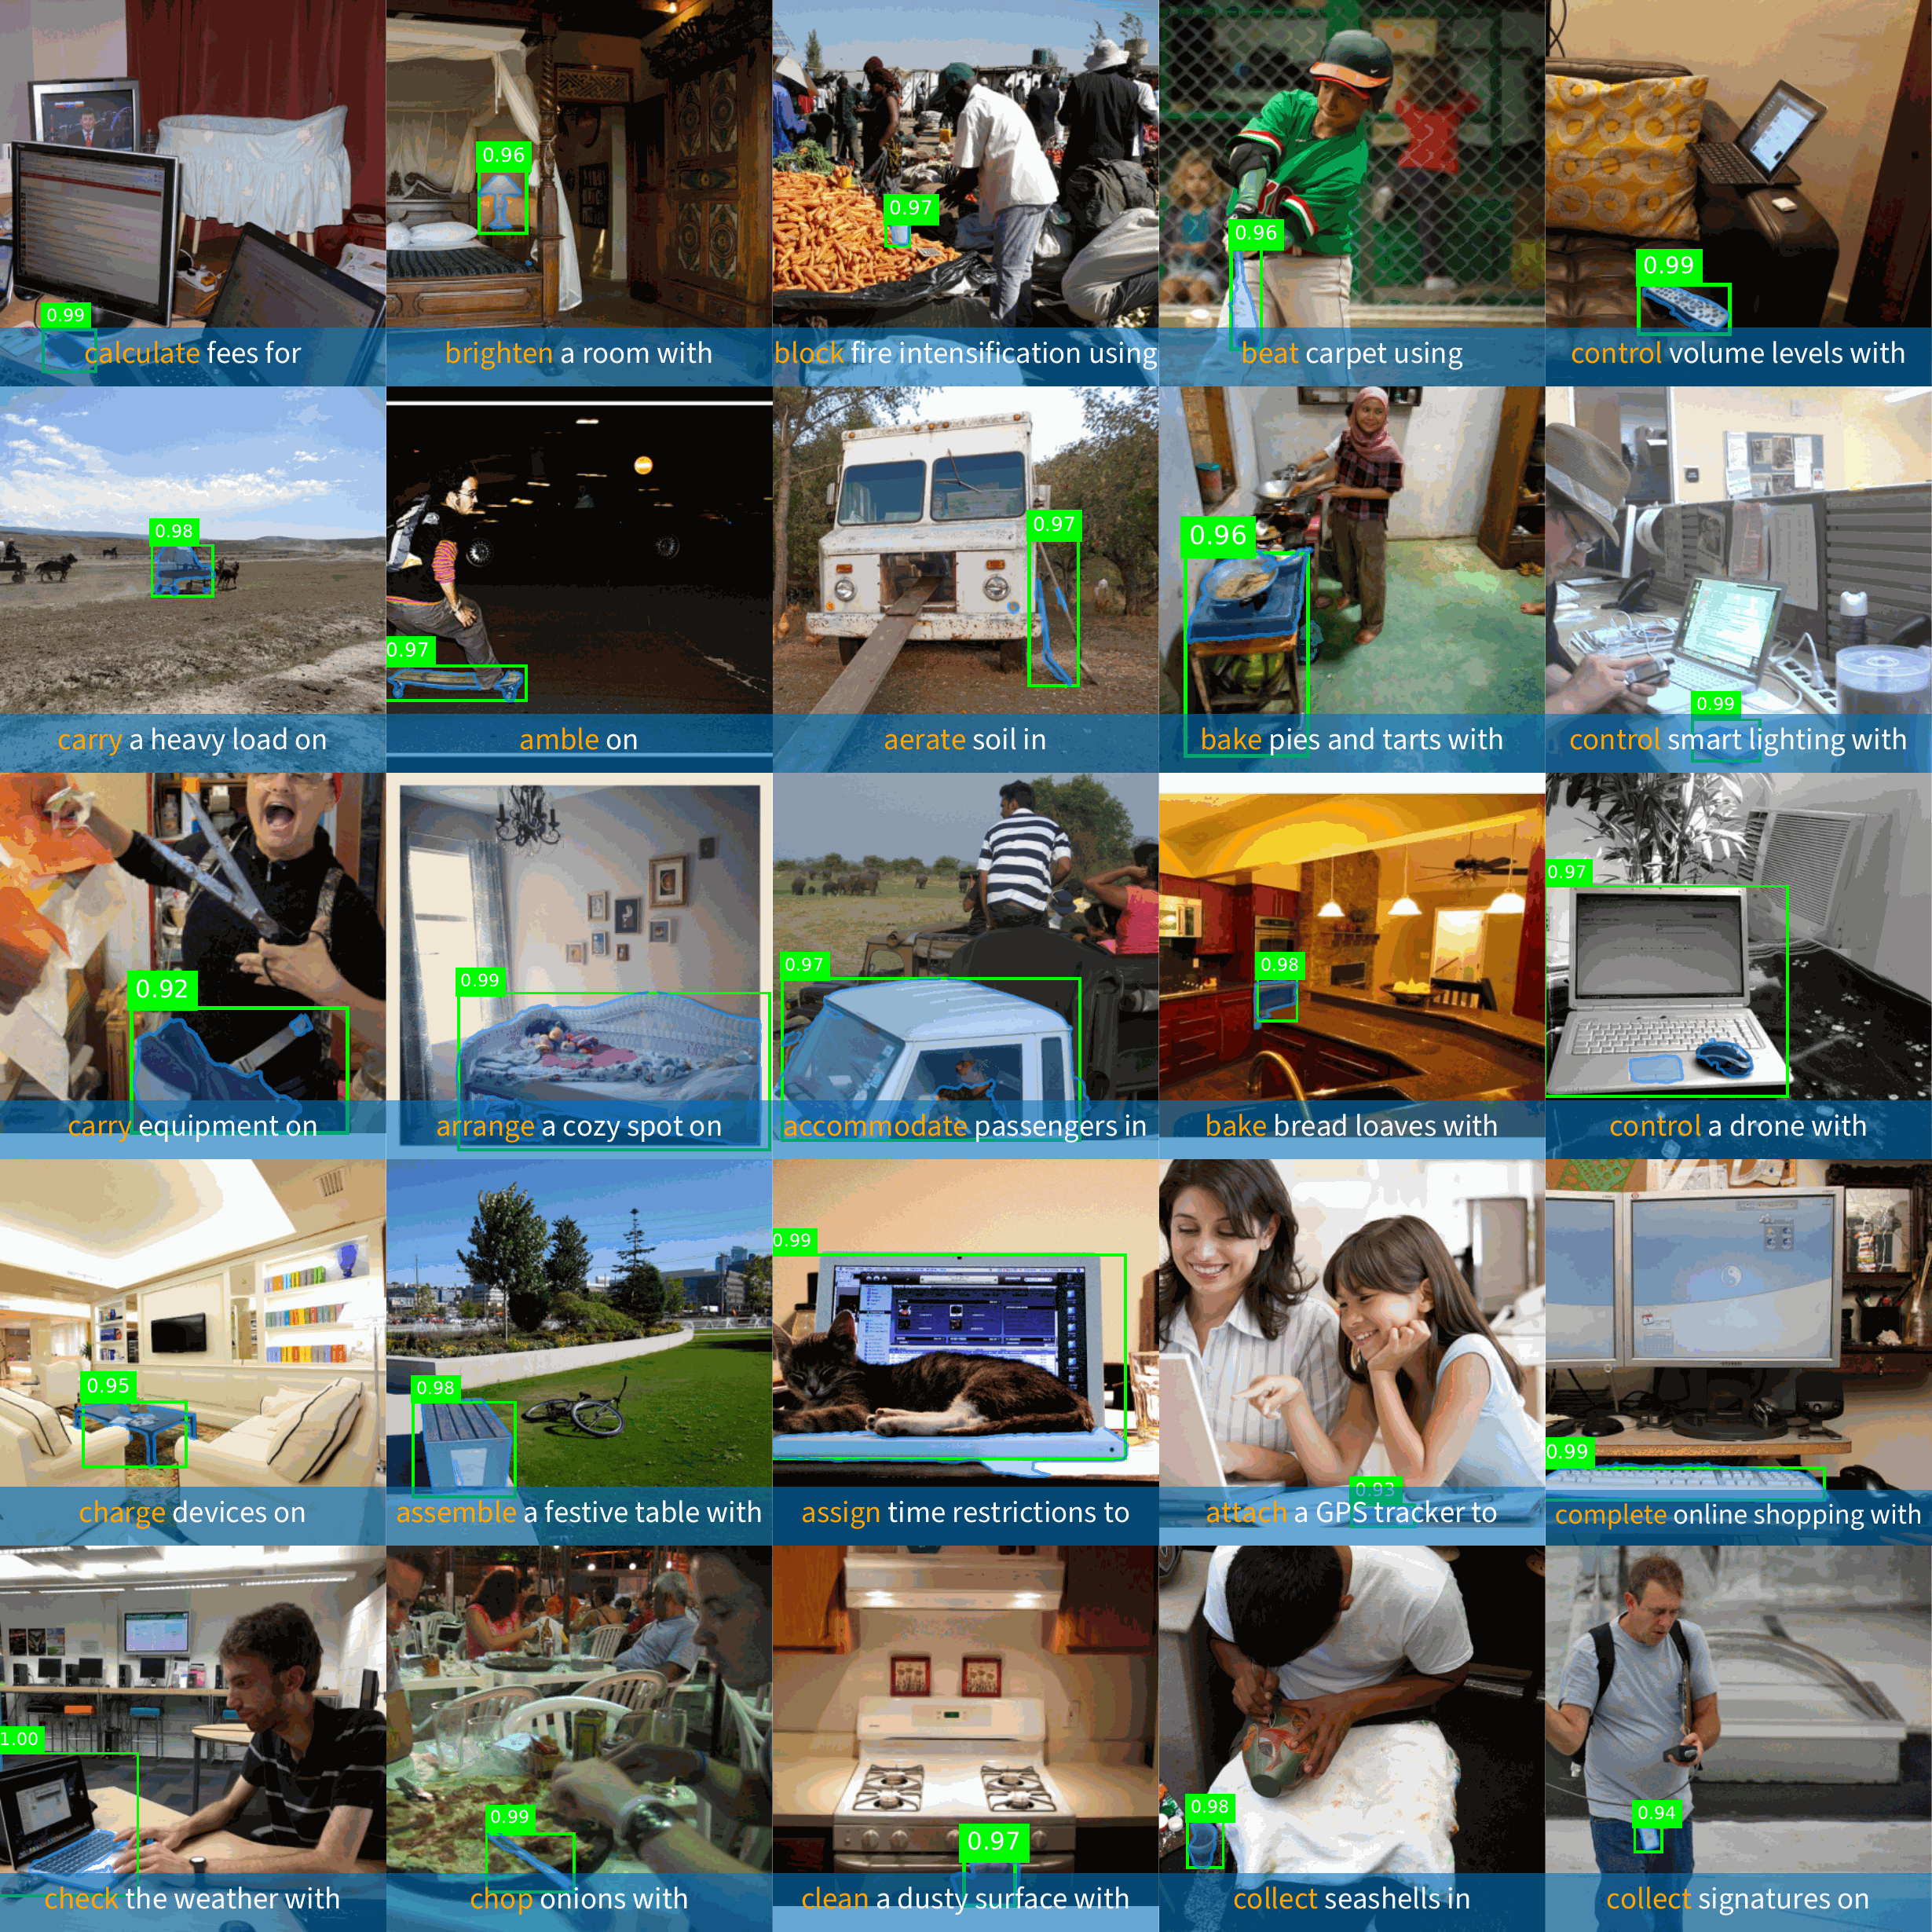 0.99
calculate fees for
0.96
brighten a room with
0.97
block fire intensification using
0.96
beat carpet using
0.99
control volume levels with
0.98
carry a heavy load on
0.97
amble on
0.97
aerate soil in
0.96
bake pies and tarts with
0.99
control smart lighting with
0.92
carry equipment on
0.99
arrange a cozy spot on
0.97
accommodate passengers in
0.98
bake bread loaves with
0.97
control a drone with
0.95
charge devices on
0.98
assemble a festive table with
0.99
assign time restrictions to
0.93
attach a GPS tracker to
0.99
complete online shopping with
1.00
check the weather with
0.99
chop onions with
0.97
clean a dusty surface with
0.98
collect seashells in
0.94
collect signatures on